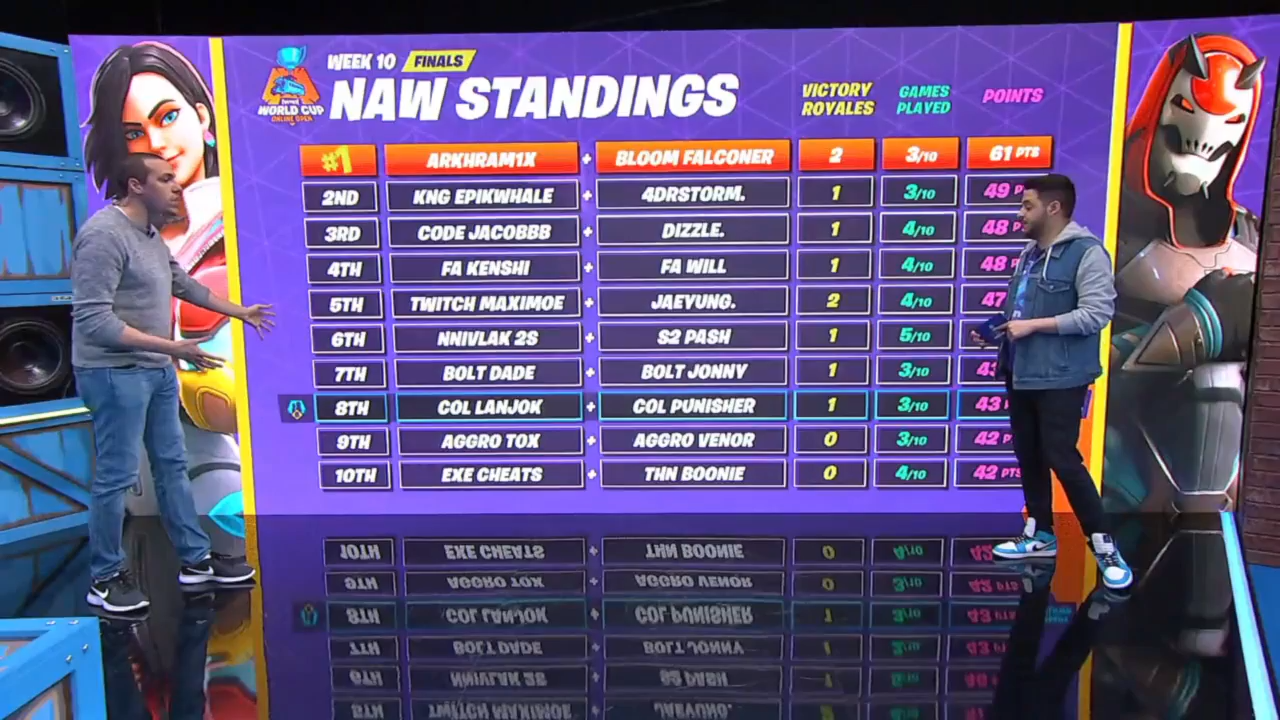 WEEK 10 FINALS
NAW STANDINGS
WORLD CUP
ONLINE OPEN
VICTORY ROYALES
GAMES PLAYED
POINTS
#1 ARKHRAM1X + BLOOM FALCONER 2 3/10 61 PTS
2ND KNG EPIKWHALE + 4DRSTORM. 1 3/10 49
3RD CODE JACOBBB + DIZZLE. 1 4/10 48
4TH FA KENSHI + FA WILL 1 4/10 48
5TH TWITCH MAXIMOE + JAEYUNG. 2 4/10 47
6TH NNIVLAK 2S + S2 PASH 1 5/10
7TH BOLT DADE + BOLT JONNY 1 3/10
8TH COL LANJOK + COL PUNISHER 1 3/10 43
9TH AGGRO TOX + AGGRO VENOR 0 3/10 42
10TH EXE CHEATS + THN BOONIE 0 4/10 42 PTS